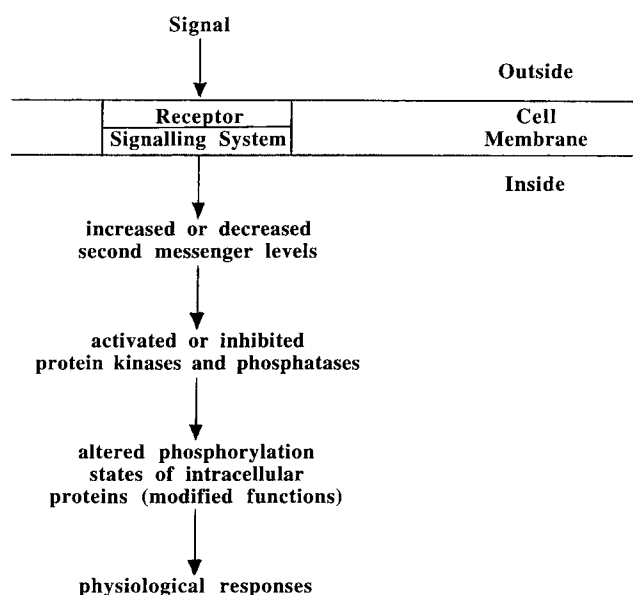 Signal
Outside
Receptor
Signalling System
Cell
Membrane
Inside
increased or decreased
second messenger levels
activated or inhibited
protein kinases and phosphatases
altered phosphorylation
states of intracellular
proteins (modified functions)
physiological responses